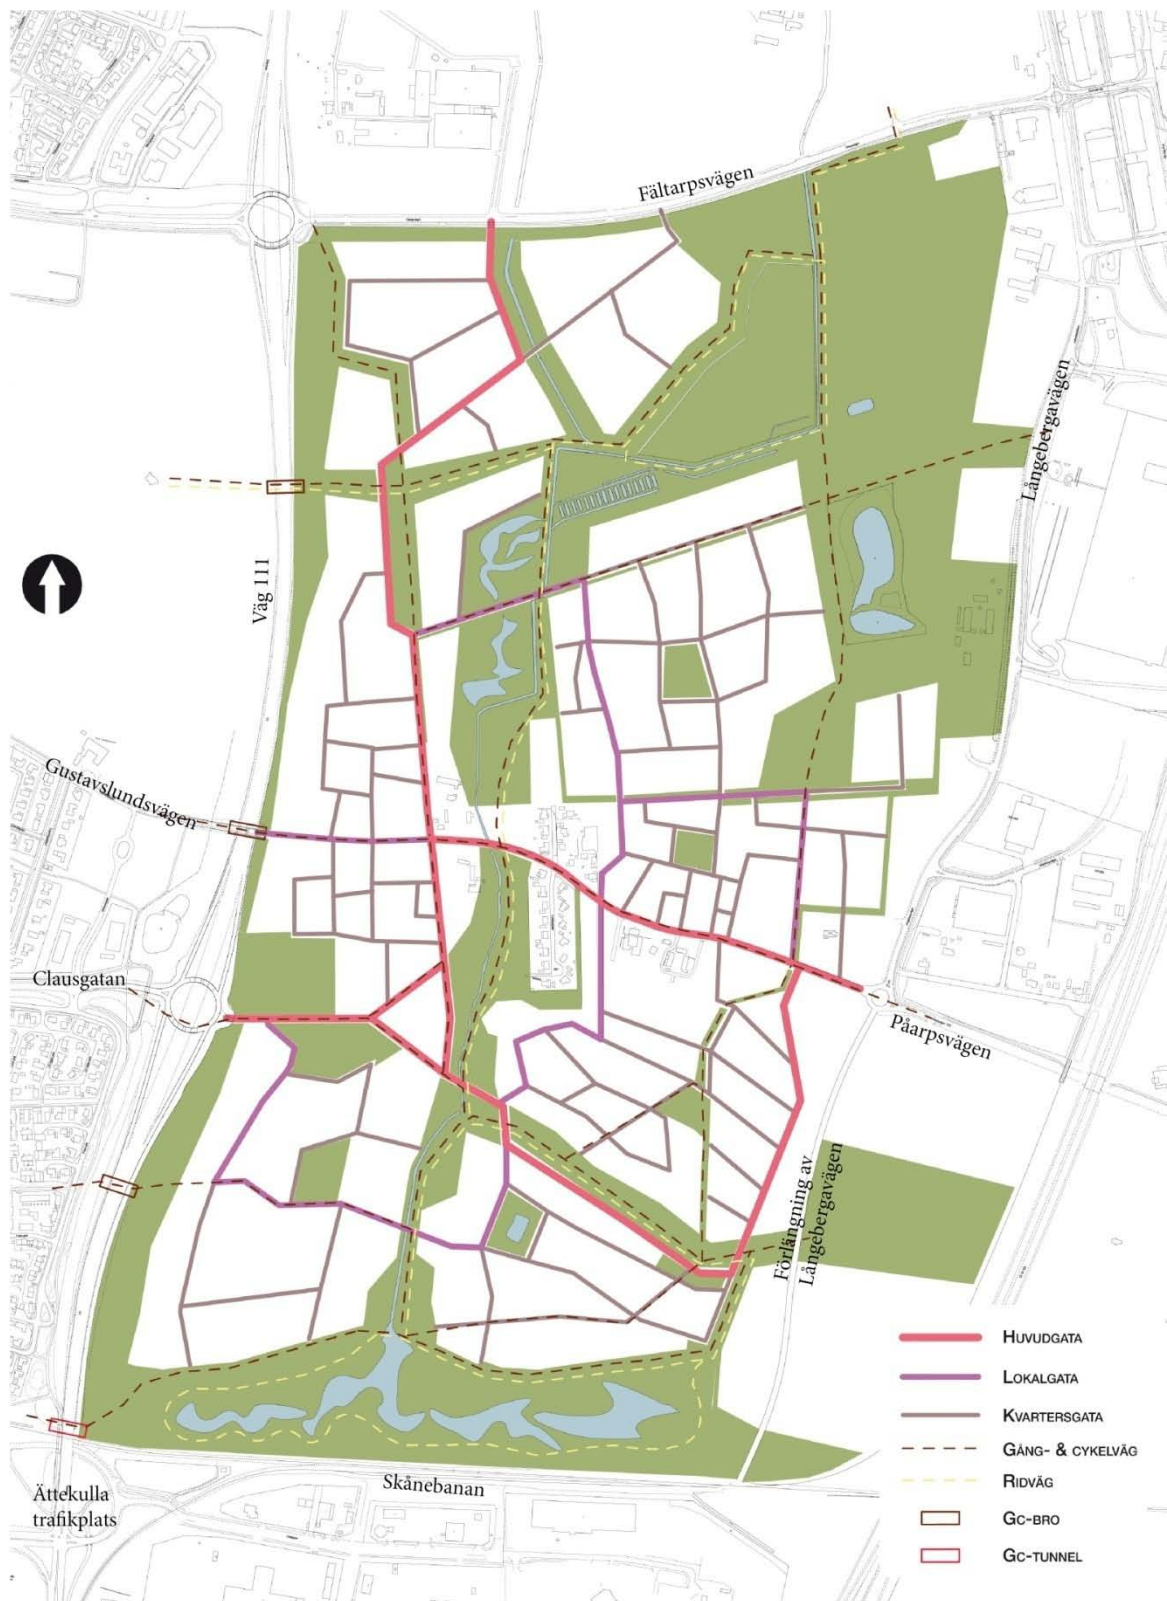 Fältarpsvägen
Långebergavägen
Väg 111
Gustavslundsvägen
Clausgatan
Påarpsvägen
Förlängning av
Långebergavägen
Skånebanan
Ättekulla
trafikplats
HUVUDGATA
LOKALGATA
KVARTERSGATA
GÅNG- & CYKELVÄG
RIDVÄG
GC-BRO
GC-TUNNEL